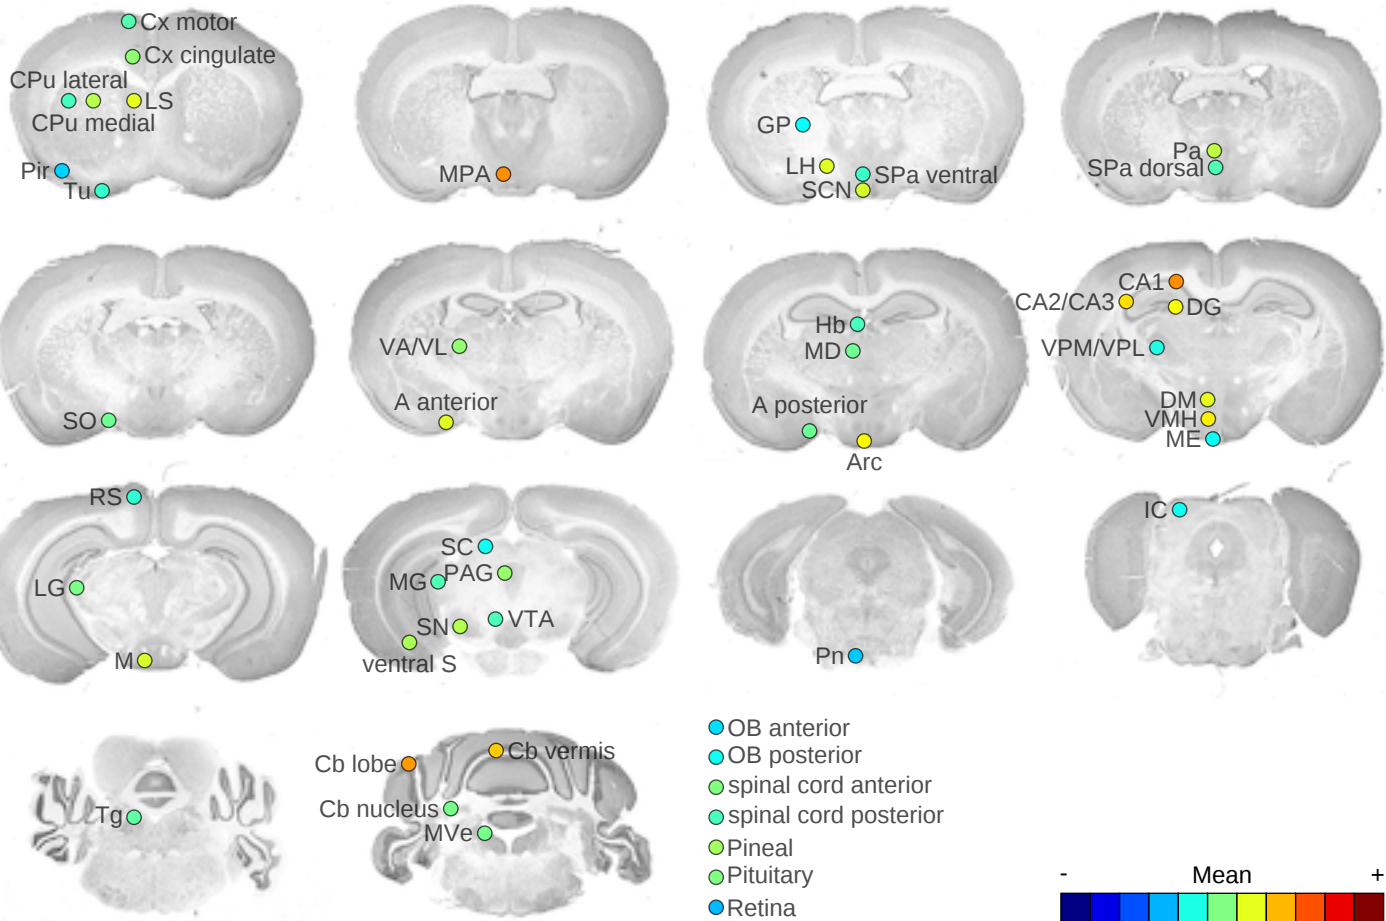 Cx motor
Cx cingulate
CPu lateral
LS
CPu medial
Pir
Tu
MPA
GP
LH
SPa ventral
SCN
Pa
SPa dorsal
SO
VA/VL
A anterior
Hb
MD
A posterior
Arc
CA1
CA2/CA3
DG
VPM/VPL
DM
VMH
ME
RS
LG
M
SC
MG
PAG
SN
VTA
ventral S
Pn
IC
Tg
Cb lobe
Cb vermis
Cb nucleus
MVe
OB anterior
OB posterior
spinal cord anterior
spinal cord posterior
Pineal
Pituitary
Retina
- Mean +